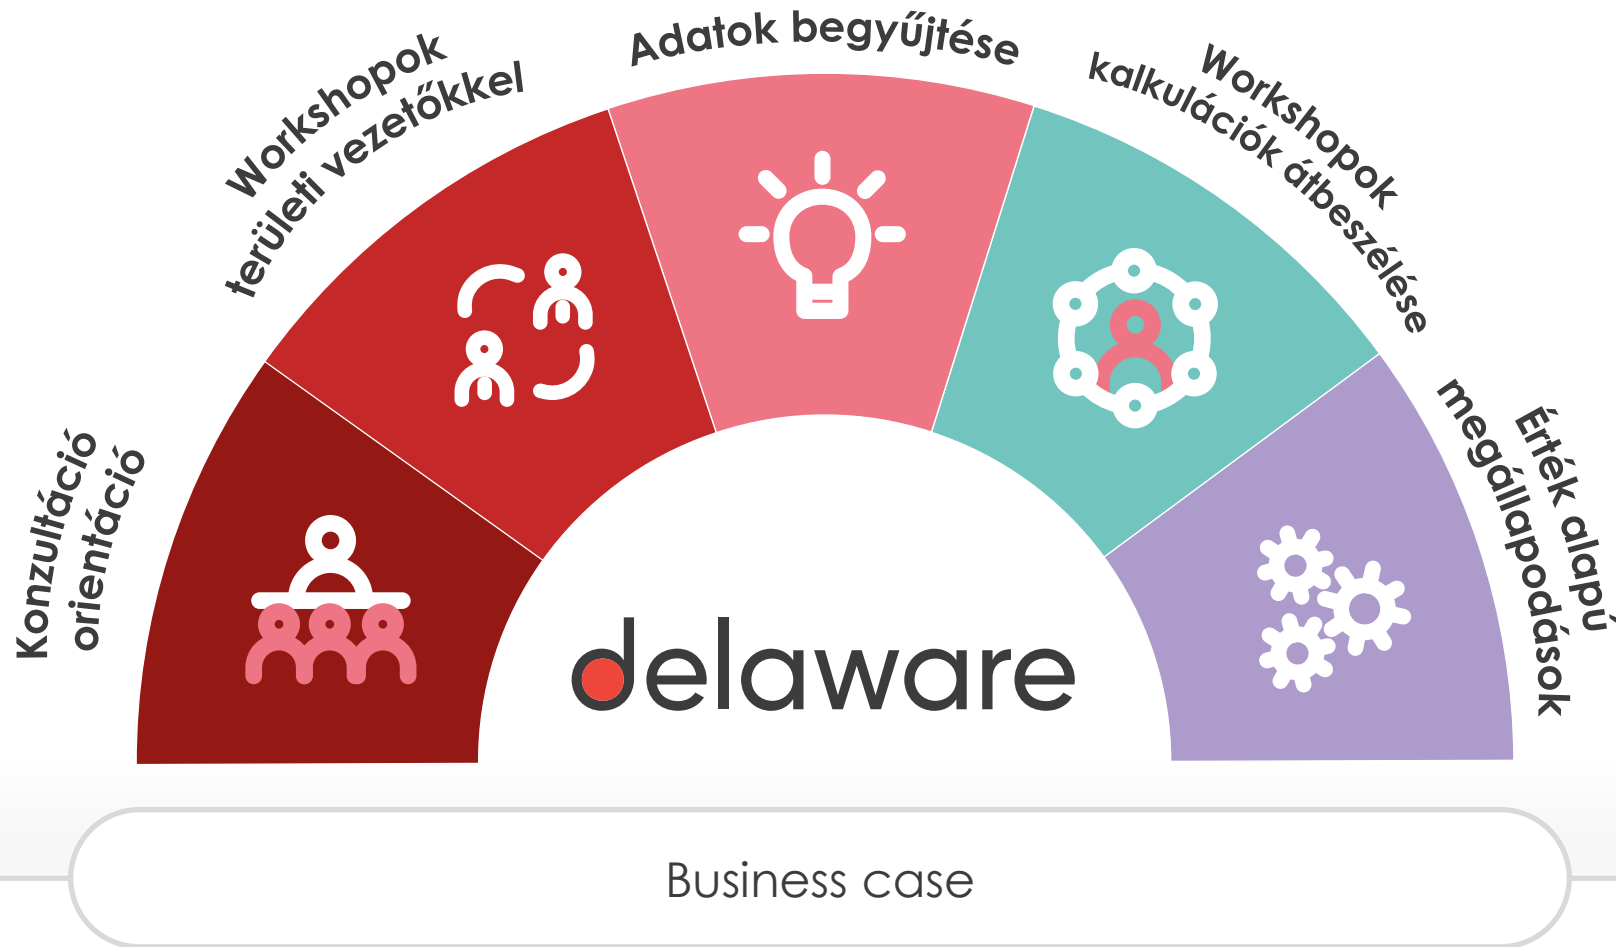 Konzultáció
orientáció
Workshopok
területi vezetőkkel
Adatok begyűjtése
Workshopok
kalkulációk átbeszélése
Érték alapú
megállapodások
delaware
Business case